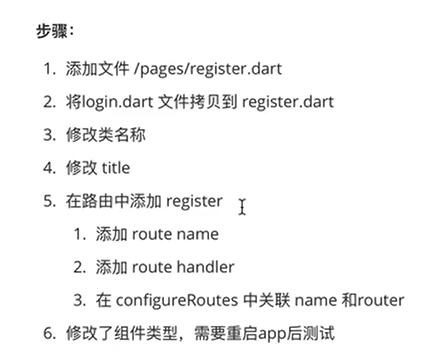 步骤：
1. 添加文件 /pages/register.dart
2. 将login.dart 文件拷贝到 register.dart
3. 修改类名称
4. 修改 title
5. 在路由中添加 register
1. 添加 route name
2. 添加 route handler
3. 在 configureRoutes 中关联 name 和router
6. 修改了组件类型，需要重启app后测试